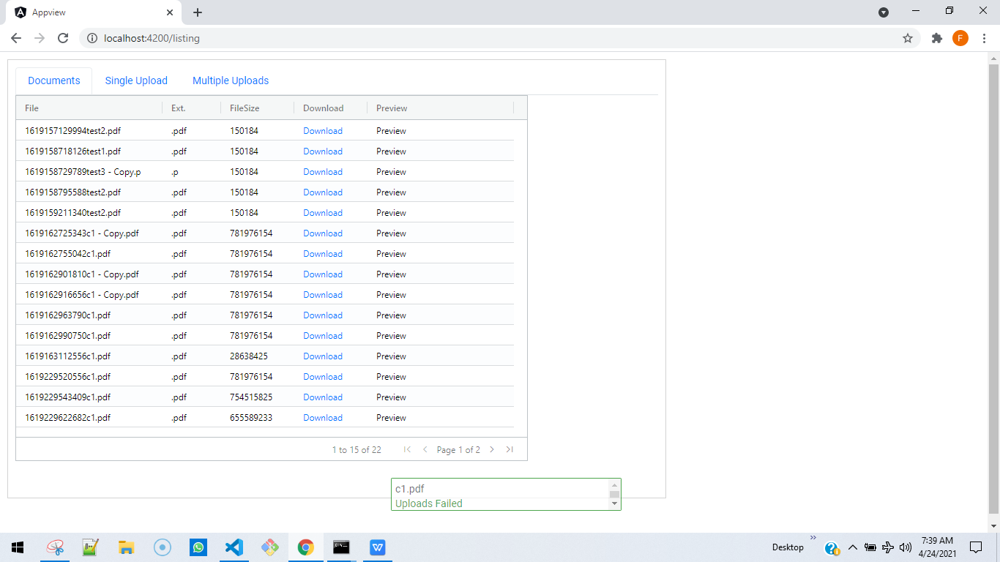 Appview
localhost:4200/listing
F
Documents Single Upload Multiple Uploads
File Ext. FileSize Download Preview
1619157129994test2.pdf .pdf 150184 Download Preview
1619158718126test1.pdf .pdf 150184 Download Preview
1619158729789test3 - Copy.p .p 150184 Download Preview
1619158795588test2.pdf .pdf 150184 Download Preview
1619159211340test2.pdf .pdf 150184 Download Preview
1619162725343c1 - Copy.pdf .pdf 781976154 Download Preview
1619162755042c1.pdf .pdf 781976154 Download Preview
1619162901810c1 - Copy.pdf .pdf 781976154 Download Preview
1619162916656c1 - Copy.pdf .pdf 781976154 Download Preview
1619162963790c1.pdf .pdf 781976154 Download Preview
1619162990750c1.pdf .pdf 781976154 Download Preview
1619163112556c1.pdf .pdf 28638425 Download Preview
1619229520556c1.pdf .pdf 781976154 Download Preview
1619229543409c1.pdf .pdf 754515825 Download Preview
1619229622682c1.pdf .pdf 655589233 Download Preview
1 to 15 of 22 Page 1 of 2
c1.pdf
Uploads Failed
Desktop
7:39 AM
4/24/2021